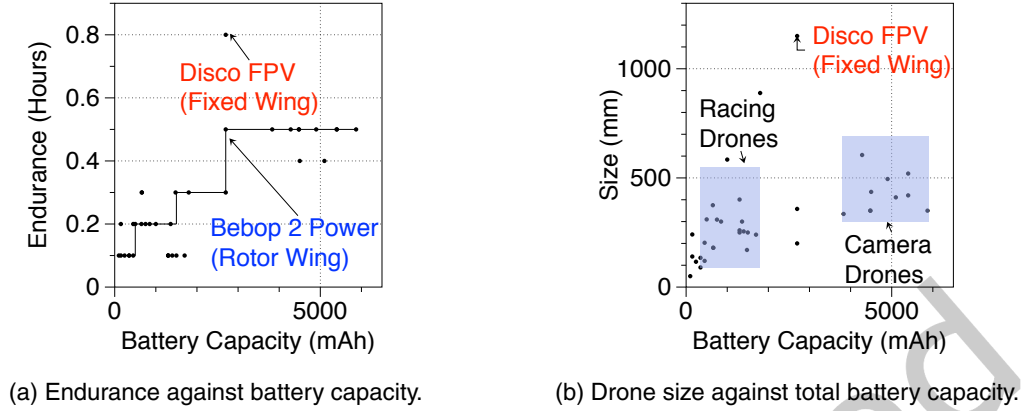 0.8
0.6
0.4
0.2
0
0
5000
Endurance (Hours)
Battery Capacity (mAh)
Disco FPV
(Fixed Wing)
Bebop 2 Power
(Rotor Wing)
(a) Endurance against battery capacity.
1000
500
0
0
5000
Size (mm)
Battery Capacity (mAh)
Disco FPV
(Fixed Wing)
Racing
Drones
Camera
Drones
(b) Drone size against total battery capacity.